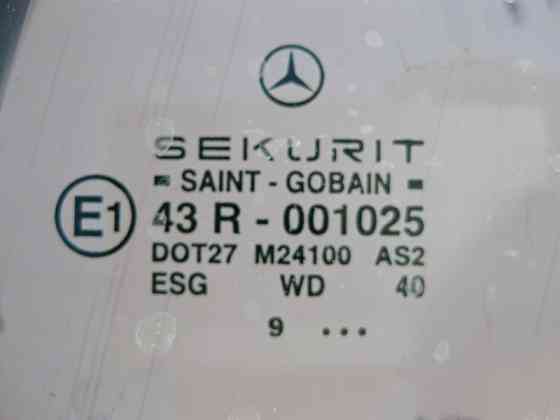 SEKURIT
SAINT - GOBAIN
E1 43 R - 001025
DOT27 M24100 AS2
ESG WD 40
9 ...